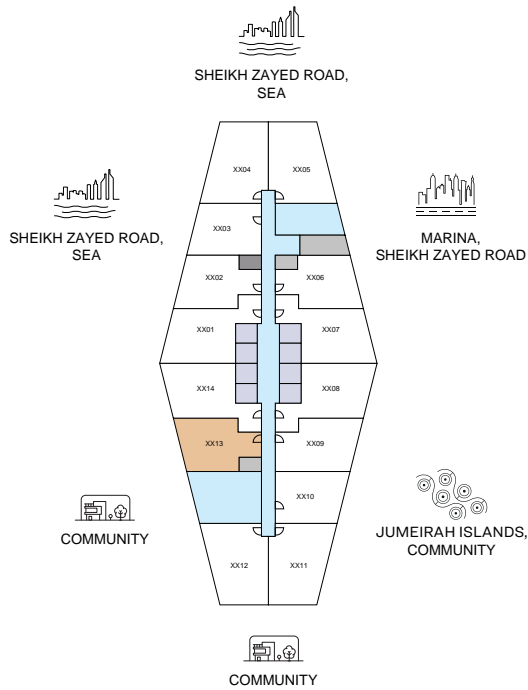 SHEIKH ZAYED ROAD,
SEA
XX04
XX05
SHEIKH ZAYED ROAD,
SEA
XX03
MARINA,
SHEIKH ZAYED ROAD
XX02
XX06
XX01
XX07
XX14
XX08
XX13
XX09
XX10
COMMUNITY
JUMEIRAH ISLANDS,
COMMUNITY
XX12
XX11
COMMUNITY